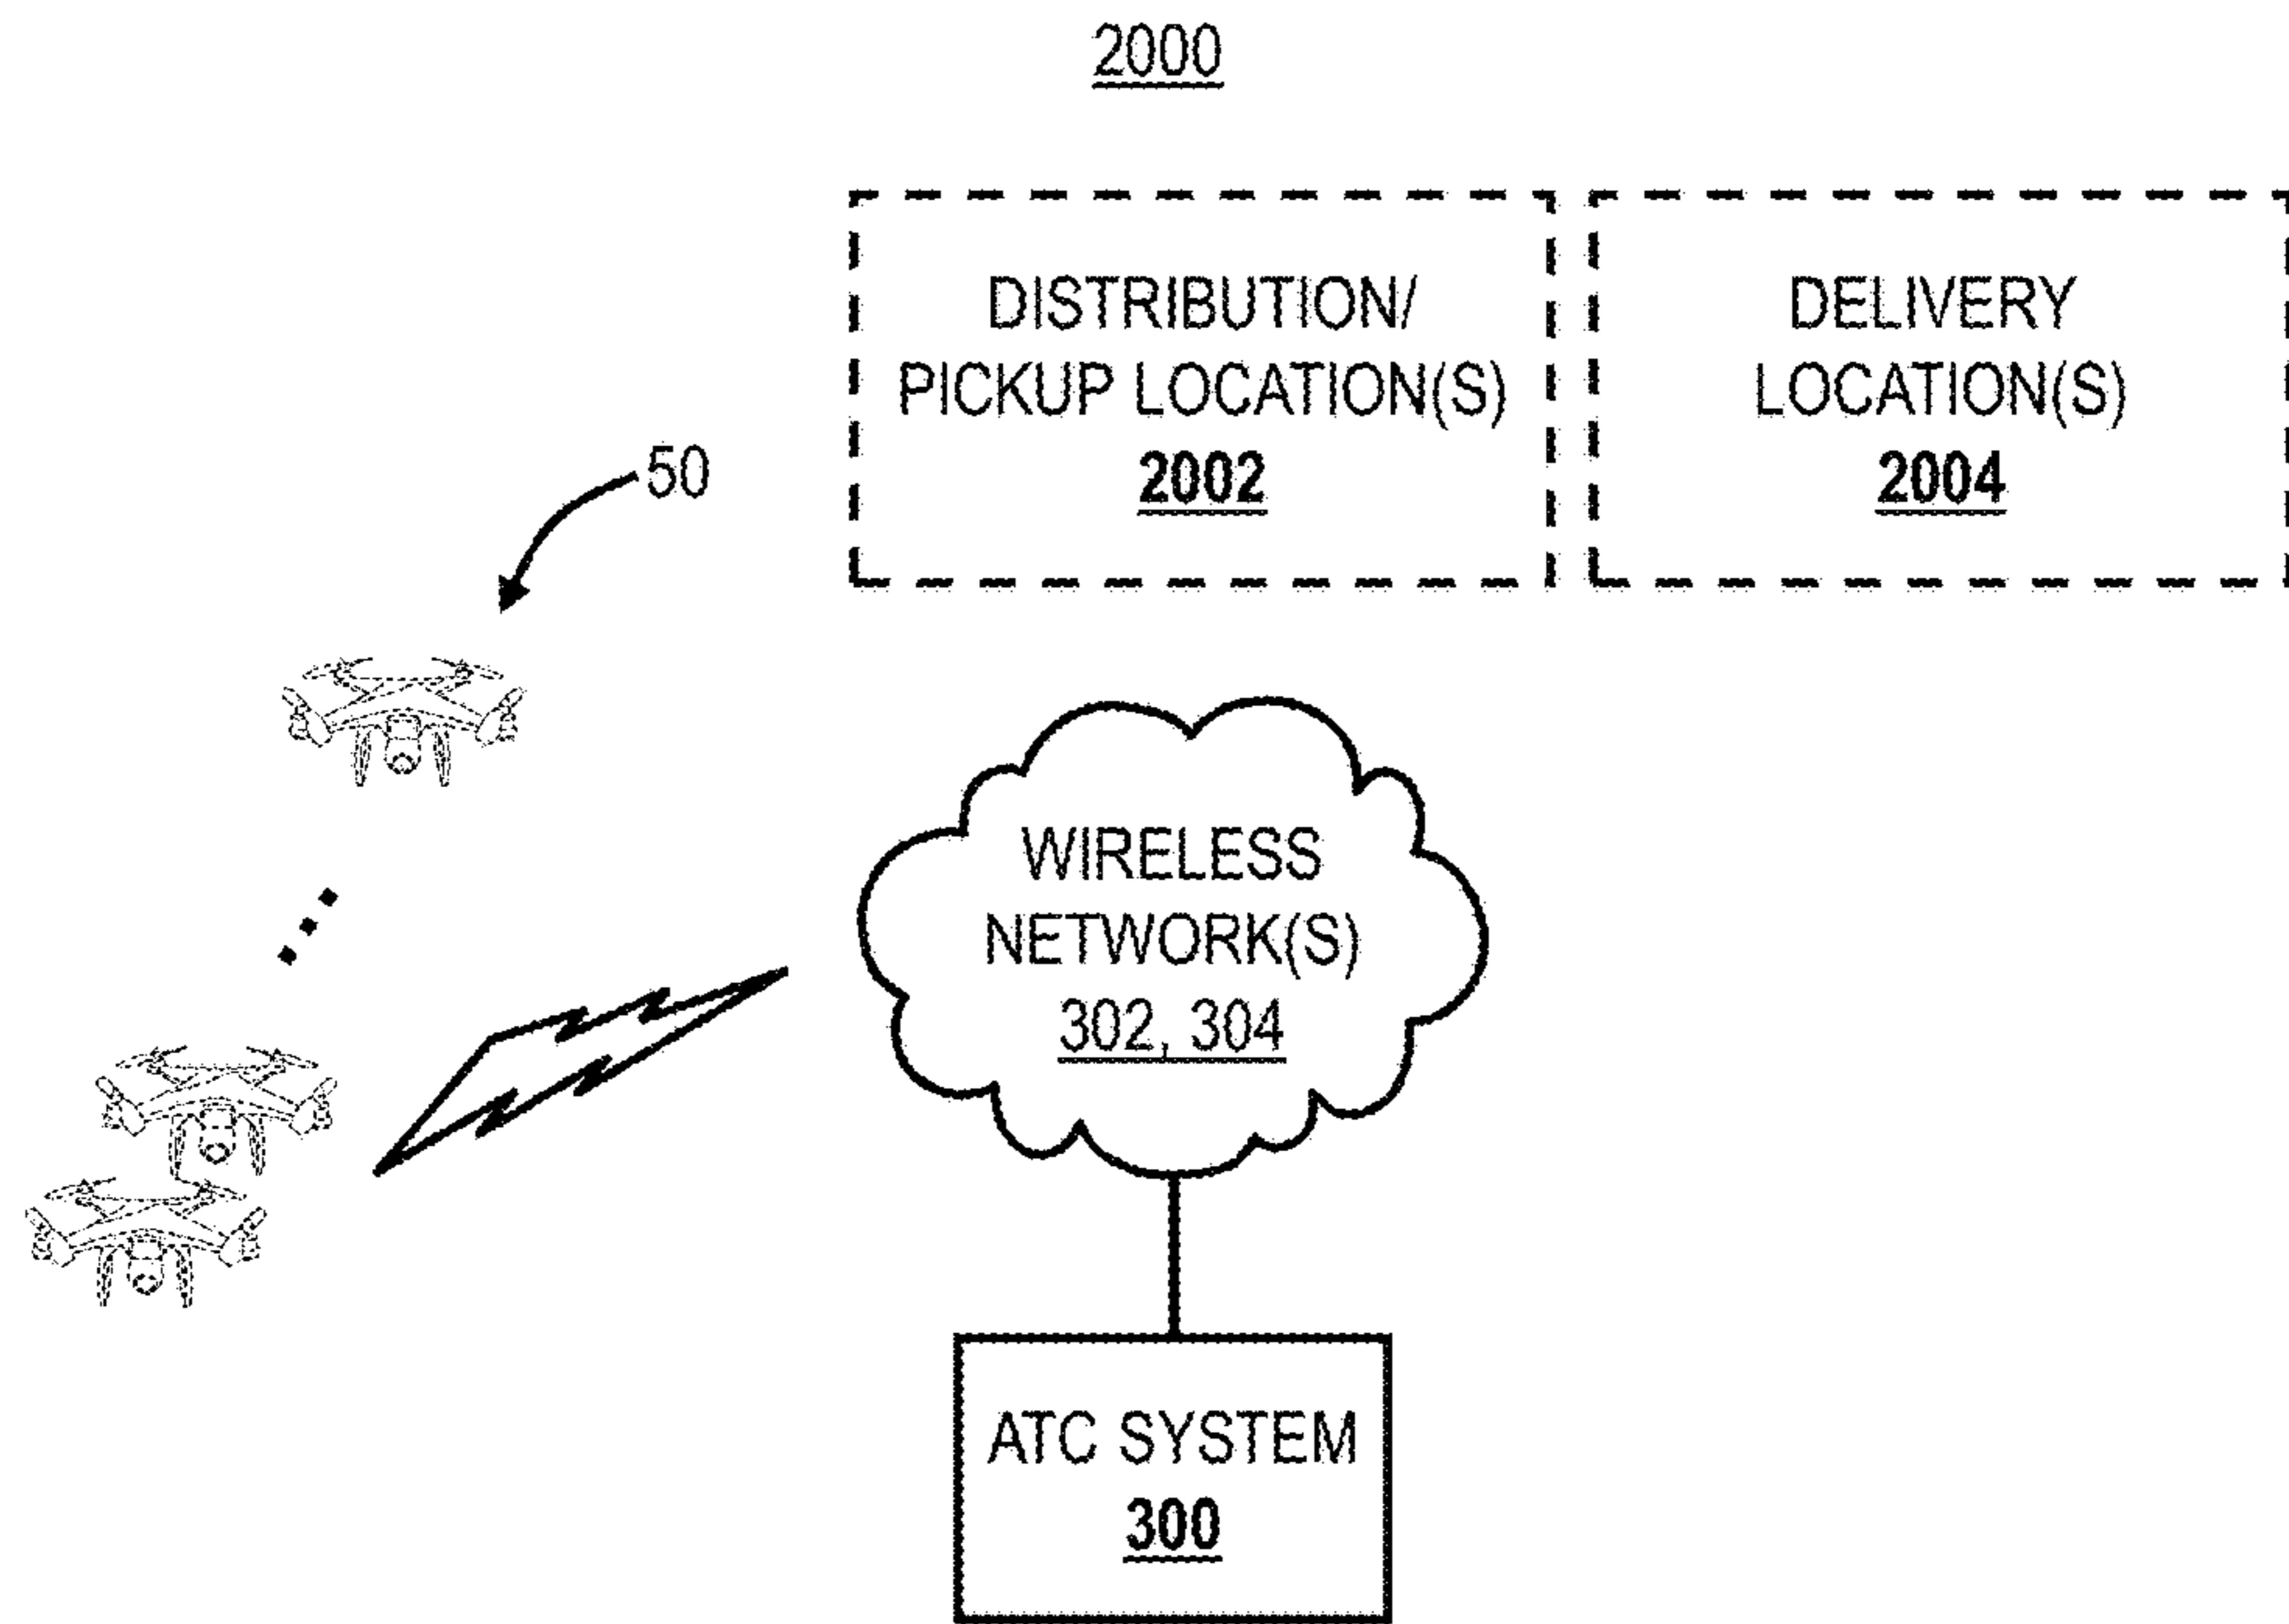 2000
DISTRIBUTION/
PICKUP LOCATION(S)
2002
DELIVERY
LOCATION(S)
2004
50
WIRELESS
NETWORK(S)
302, 304
ATC SYSTEM
300